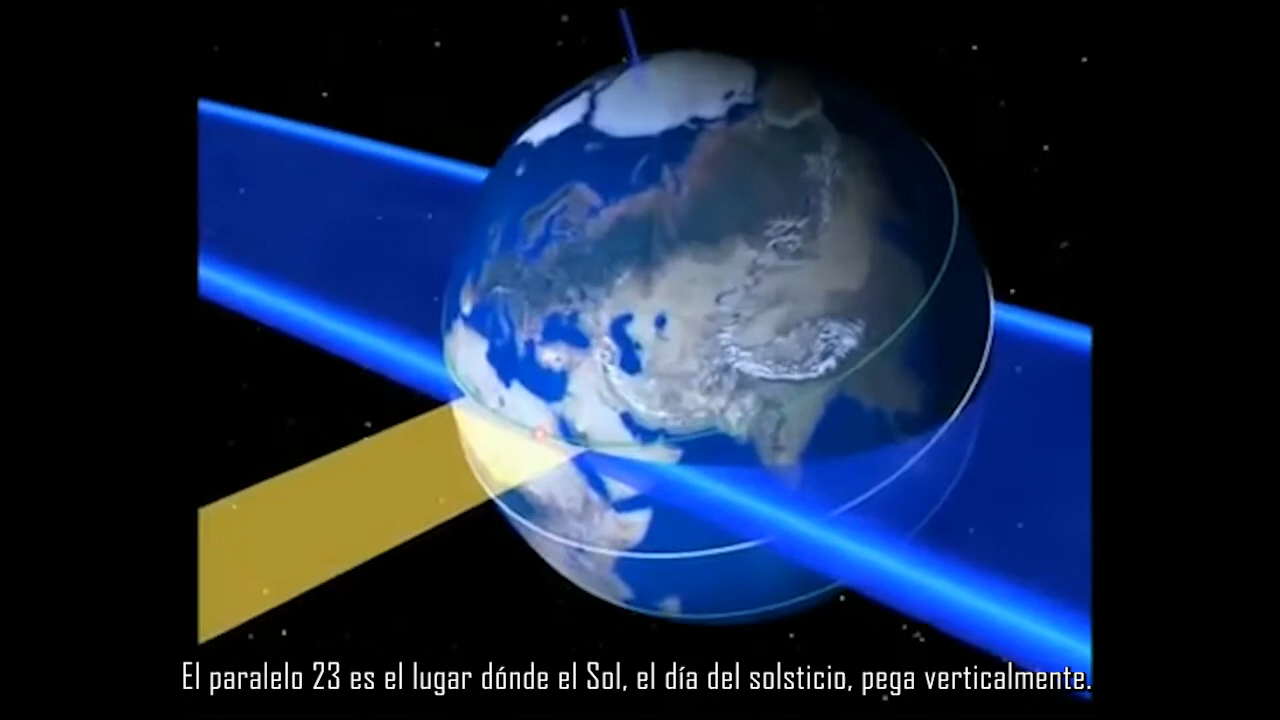 El paralelo 23 es el lugar dónde el Sol, el día del solsticio, pega verticalmente.